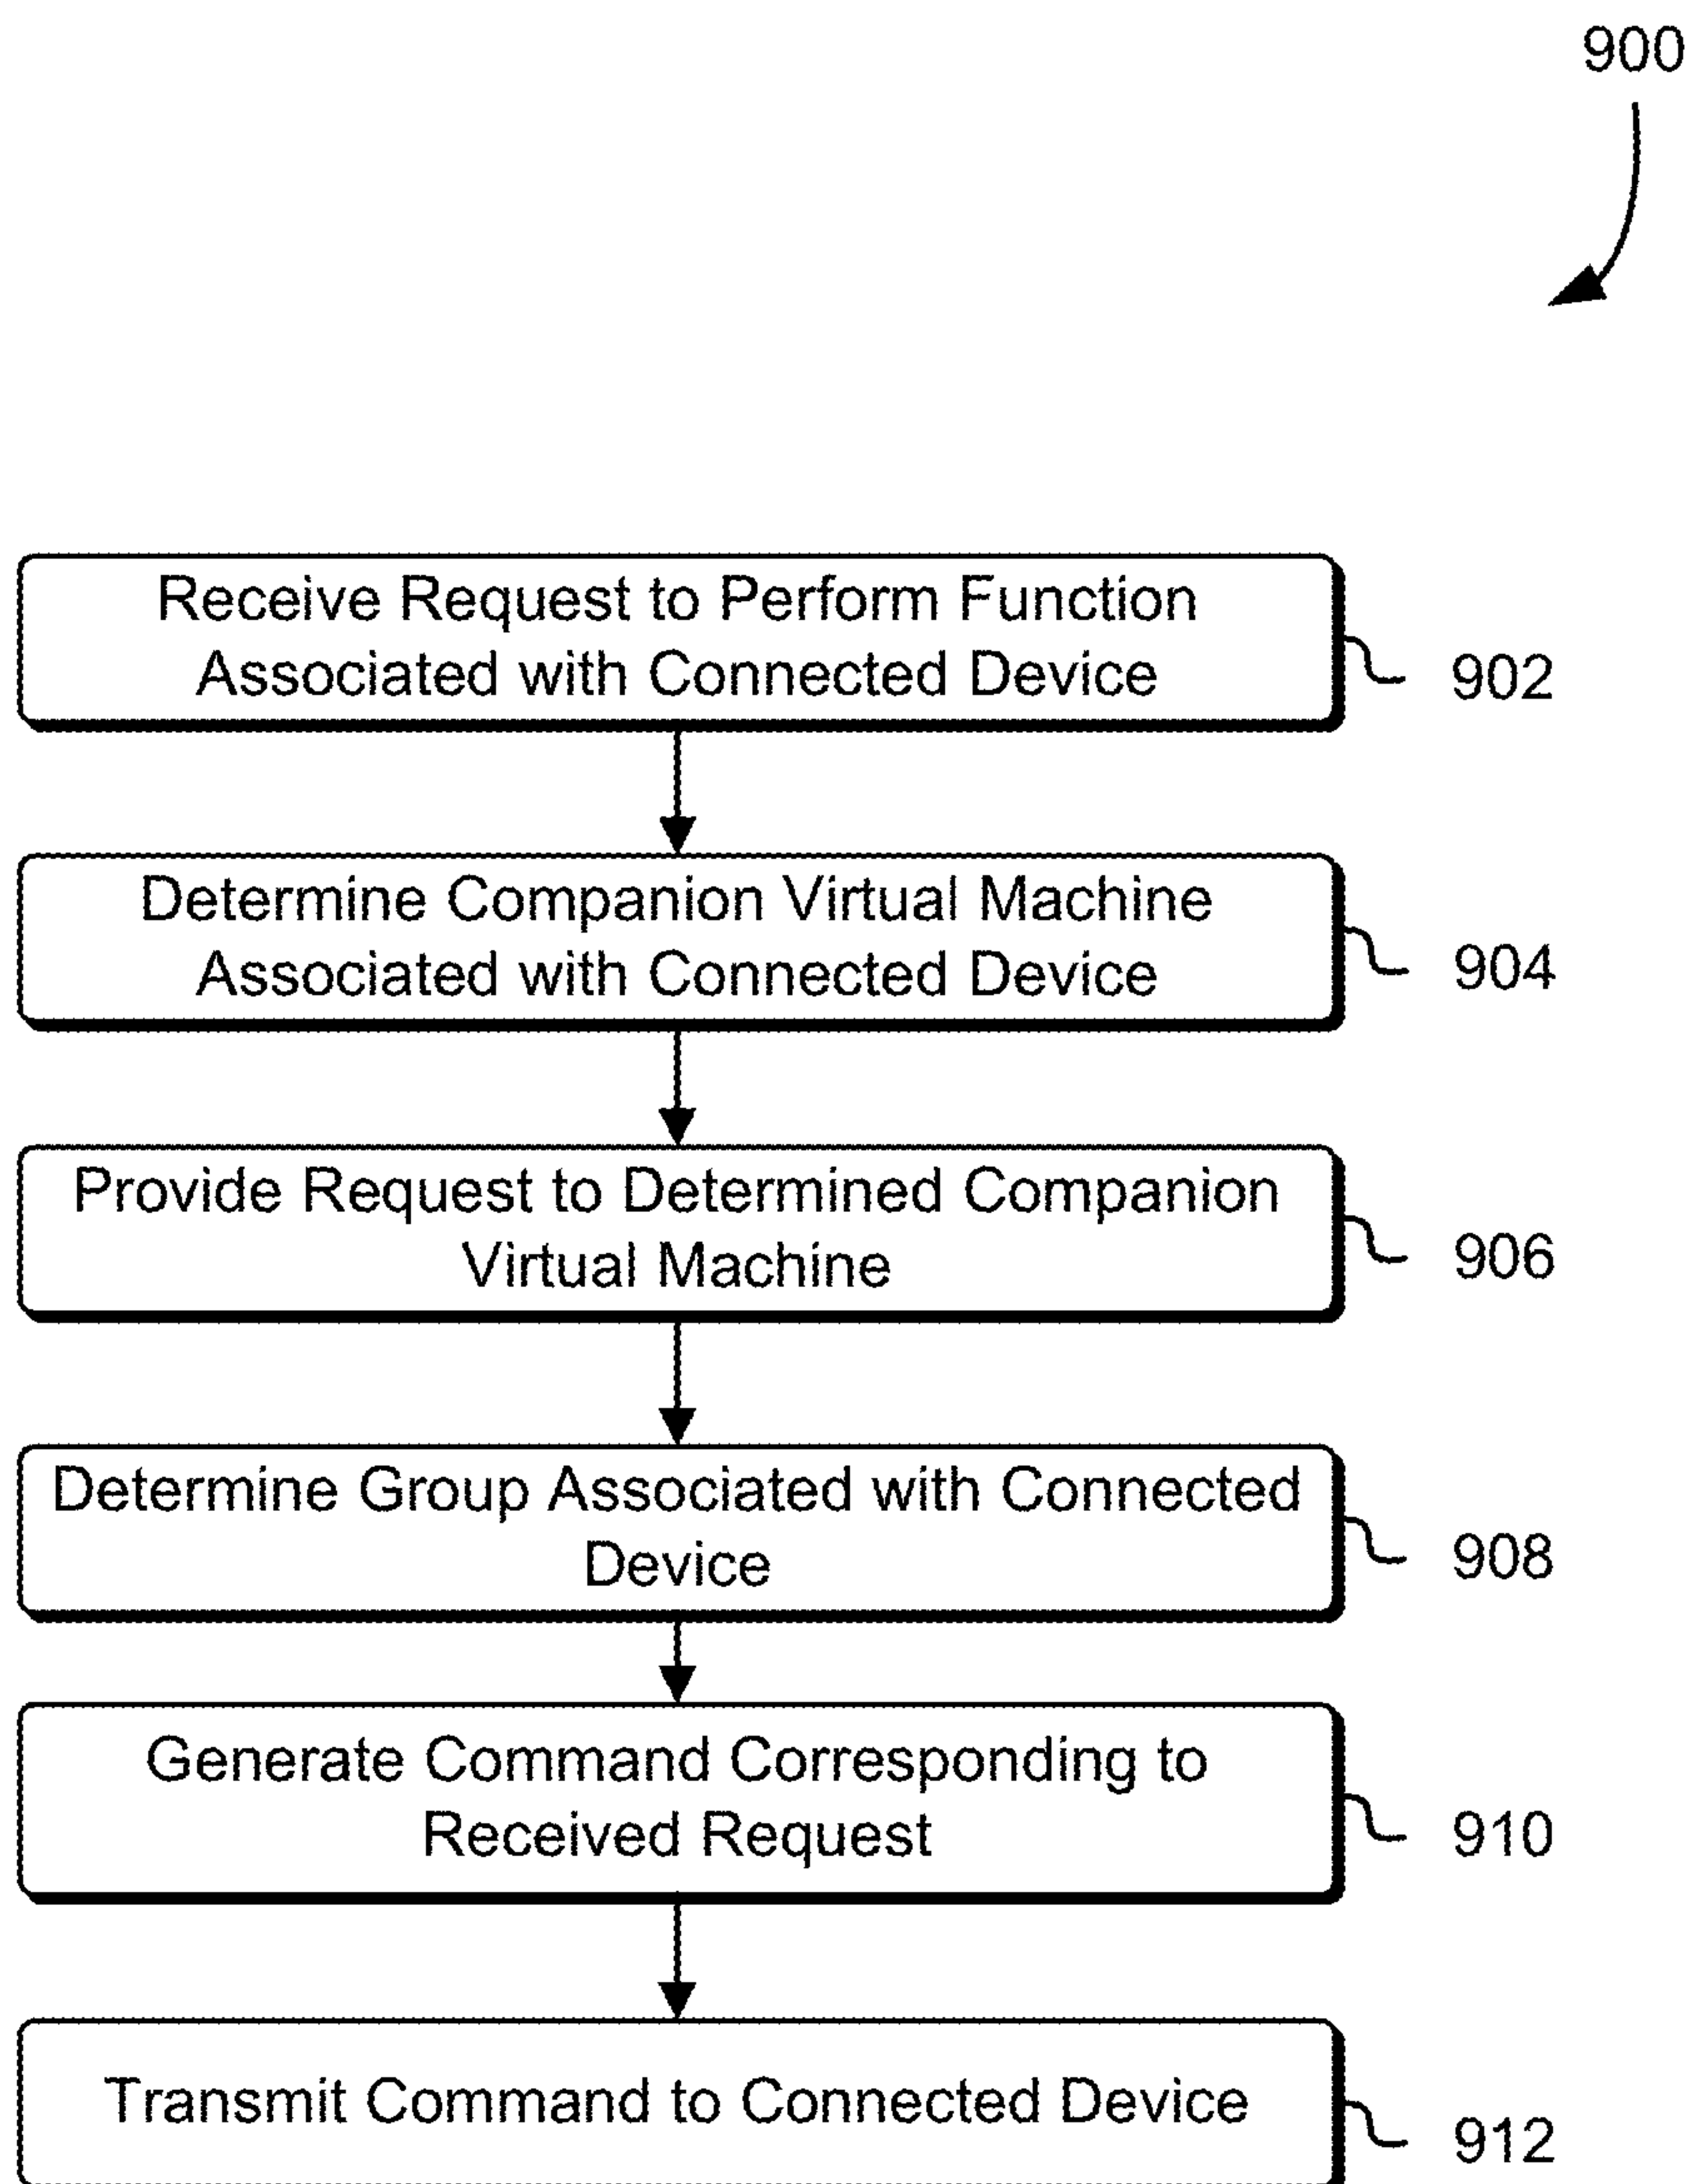 900
Receive Request to Perform Function
Associated with Connected Device
902
Determine Companion Virtual Machine
Associated with Connected Device
904
Provide Request to Determined Companion
Virtual Machine
906
Determine Group Associated with Connected
Device
908
Generate Command Corresponding to
Received Request
910
Transmit Command to Connected Device
912